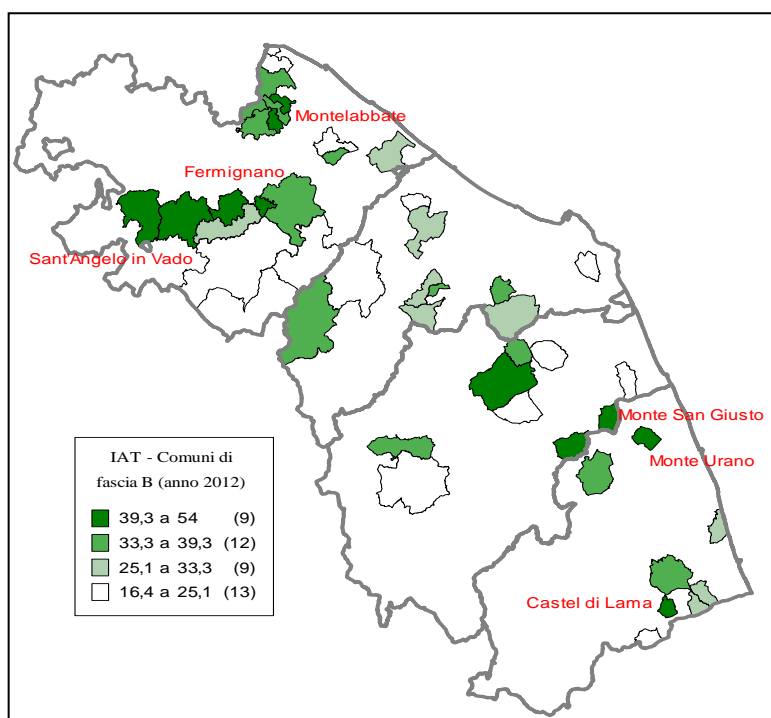 Montelabbate
Fermignano
Sant'Angelo in Vado
Monte San Giusto
Monte Urano
Castel di Lama
IAT - Comuni di
fascia B (anno 2012)
39,3 a 54 (9)
33,3 a 39,3 (12)
25,1 a 33,3 (9)
16,4 a 25,1 (13)